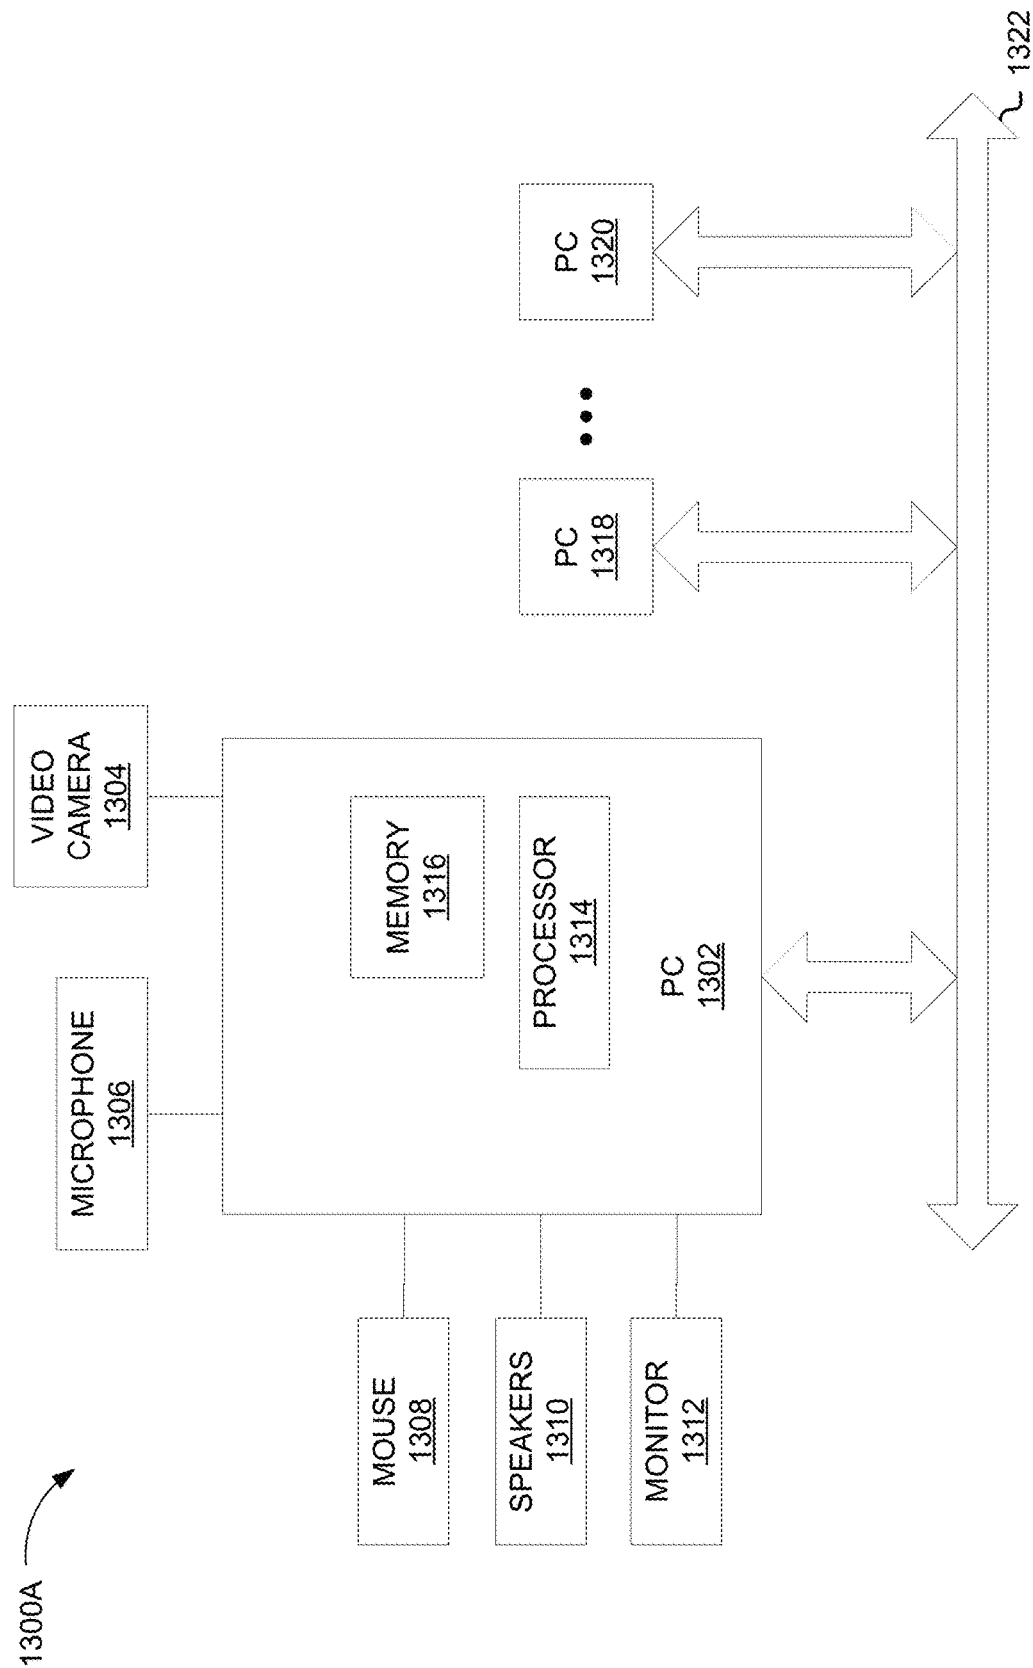 1300A
MICROPHONE
1306
VIDEO
CAMERA
1304
MOUSE
1308
SPEAKERS
1310
MONITOR
1312
MEMORY
1316
PROCESSOR
1314
PC
1302
PC
1318
PC
1320
1322